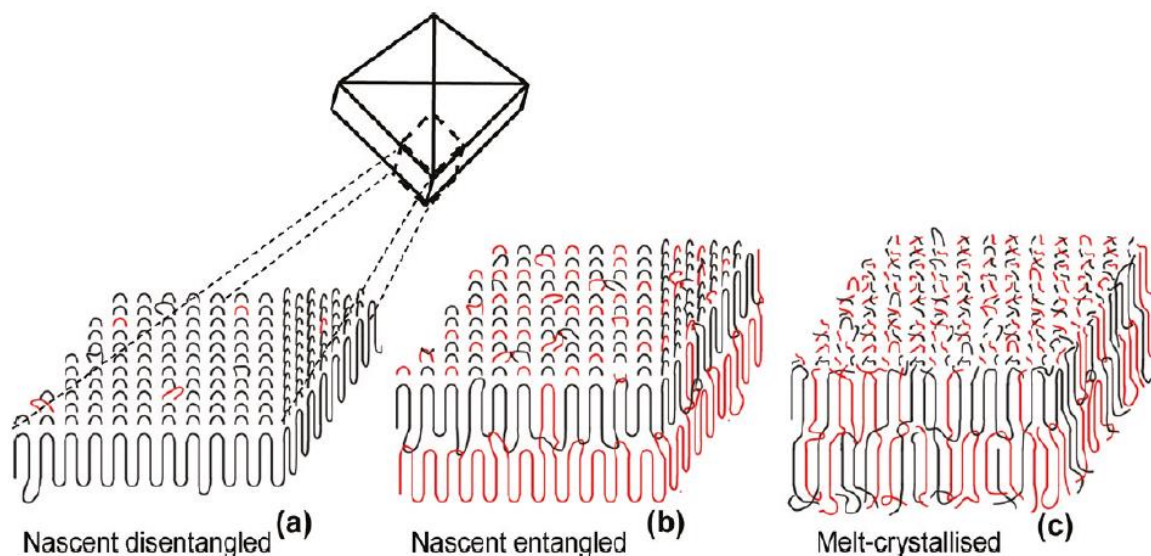 (a)
Nascent disentangled
(b)
Nascent entangled
(c)
Melt-crystallised